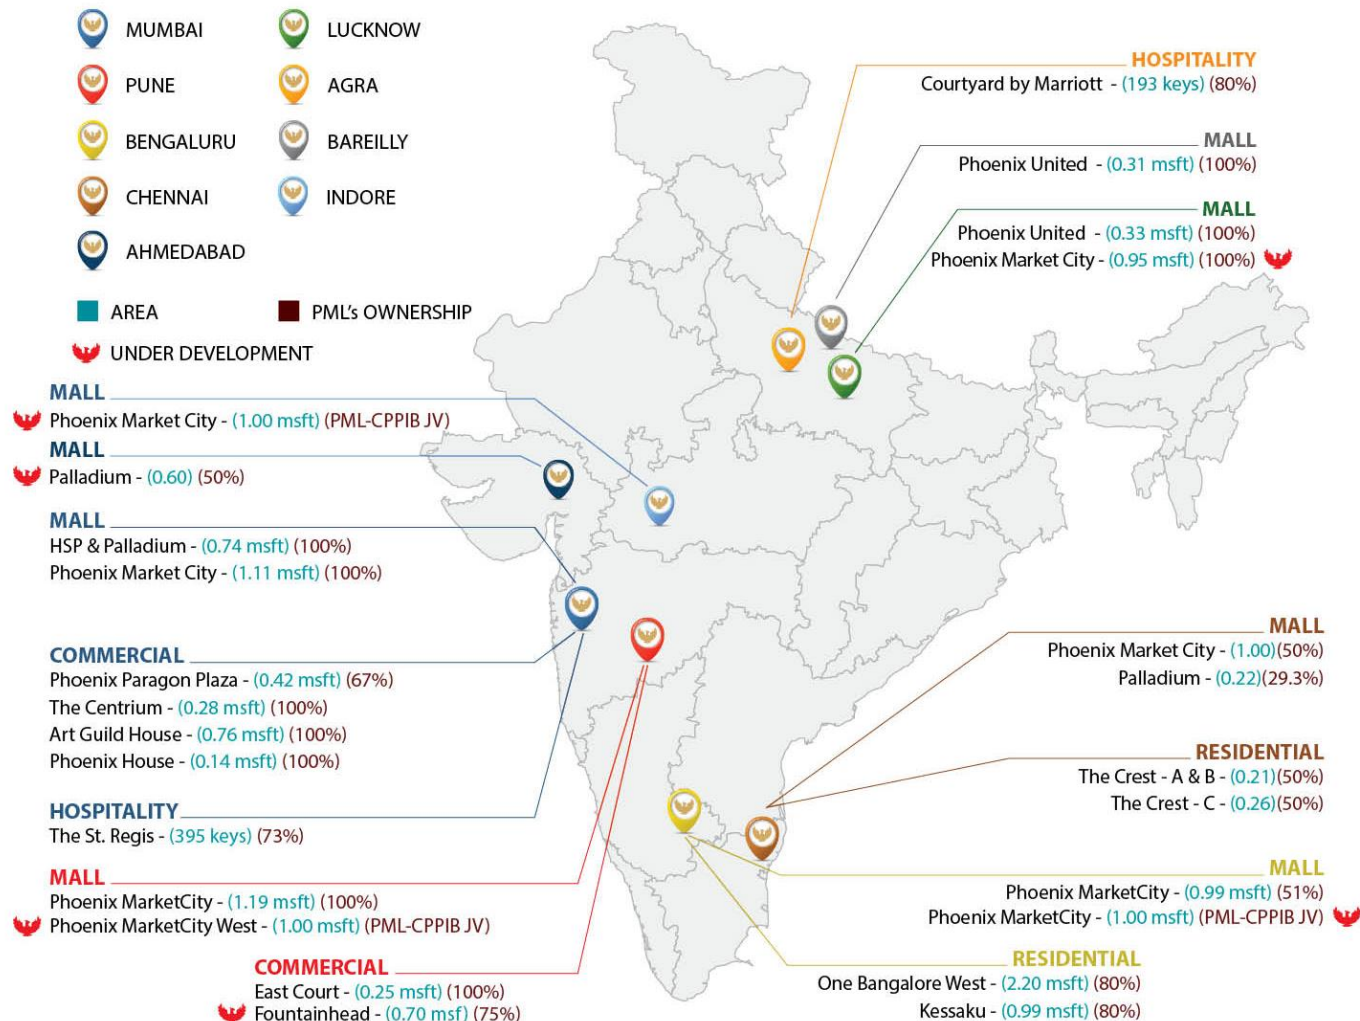 MUMBAI
LUCKNOW
PUNE
AGRA
BENGALURU
BAREILLY
CHENNAI
INDORE
AHMEDABAD
AREA
PML's OWNERSHIP
UNDER DEVELOPMENT
HOSPITALITY
Courtyard by Marriott - (193 keys) (80%)
MALL
Phoenix United - (0.31 msft) (100%)
MALL
Phoenix United - (0.33 msft) (100%)
Phoenix Market City - (0.95 msft) (100%)
MALL
Phoenix Market City - (1.00 msft) (PML-CPPIB JV)
MALL
Palladium - (0.60) (50%)
MALL
HSP & Palladium - (0.74 msft) (100%)
Phoenix Market City - (1.11 msft) (100%)
COMMERCIAL
Phoenix Paragon Plaza - (0.42 msft) (67%)
The Centrium - (0.28 msft) (100%)
Art Guild House - (0.76 msft) (100%)
Phoenix House - (0.14 msft) (100%)
HOSPITALITY
The St. Regis - (395 keys) (73%)
MALL
Phoenix MarketCity - (1.19 msft) (100%)
Phoenix MarketCity West - (1.00 msft) (PML-CPPIB JV)
COMMERCIAL
East Court - (0.25 msft) (100%)
Fountainhead - (0.70 msf) (75%)
MALL
Phoenix Market City - (1.00)(50%)
Palladium - (0.22)(29.3%)
RESIDENTIAL
The Crest - A & B - (0.21)(50%)
The Crest - C - (0.26)(50%)
MALL
Phoenix MarketCity - (0.99 msft) (51%)
Phoenix MarketCity - (1.00 msft) (PML-CPPIB JV)
RESIDENTIAL
One Bangalore West - (2.20 msft) (80%)
Kessaku - (0.99 msft) (80%)